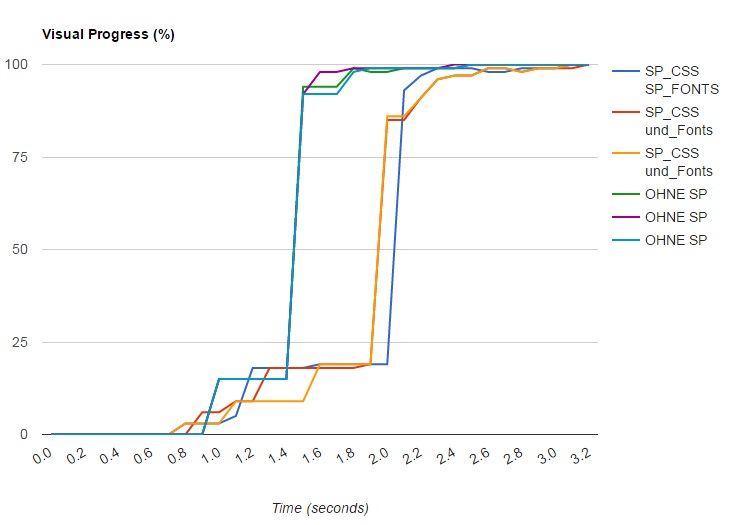 Visual Progress (%)
100
75
50
25
0
0.0 0.2 0.4 0.6 0.8 1.0 1.2 1.4 1.6 1.8 2.0 2.2 2.4 2.6 2.8 3.0 3.2
Time (seconds)
SP_CSS
SP_FONTS
SP_CSS
und_Fonts
SP_CSS
und_Fonts
OHNE SP
OHNE SP
OHNE SP